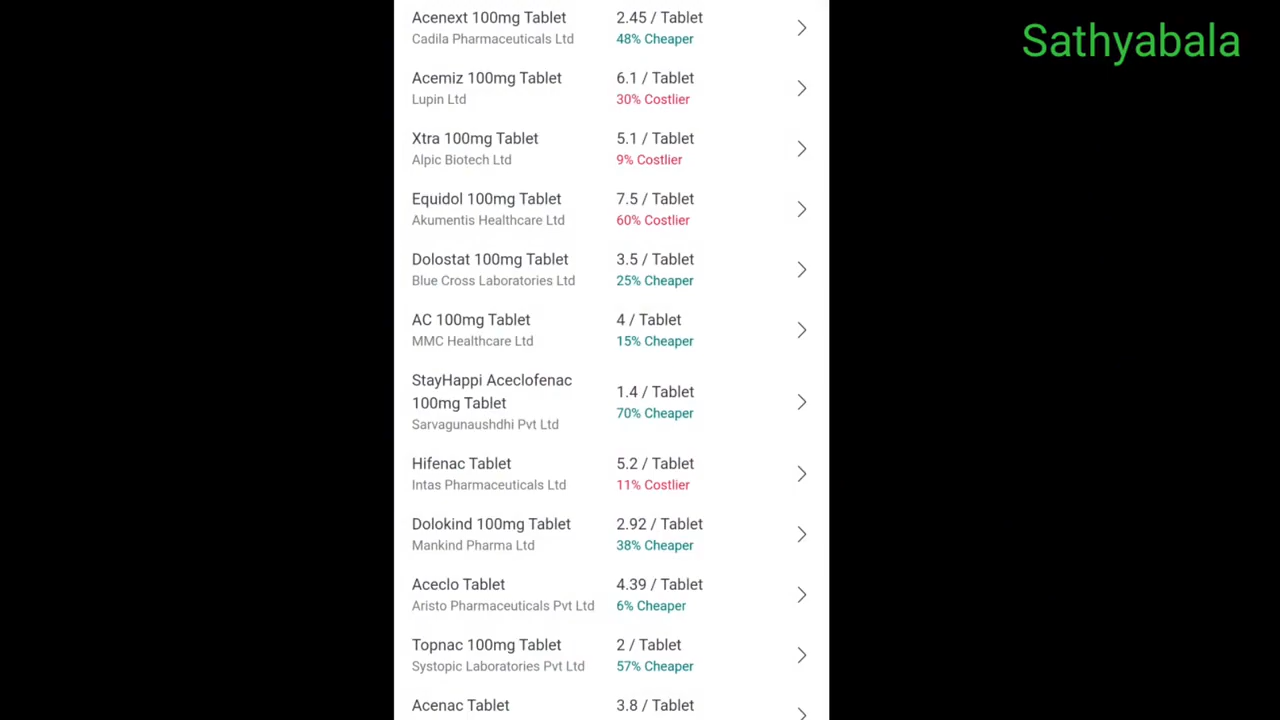 Sathyabala
Acenext 100mg Tablet 2.45 / Tablet
Cadila Pharmaceuticals Ltd 48% Cheaper
Acemiz 100mg Tablet 6.1 / Tablet
Lupin Ltd 30% Costlier
Xtra 100mg Tablet 5.1 / Tablet
Alpic Biotech Ltd 9% Costlier
Equidol 100mg Tablet 7.5 / Tablet
Akumentis Healthcare Ltd 60% Costlier
Dolostat 100mg Tablet 3.5 / Tablet
Blue Cross Laboratories Ltd 25% Cheaper
AC 100mg Tablet 4 / Tablet
MMC Healthcare Ltd 15% Cheaper
StayHappi Aceclofenac
100mg Tablet 1.4 / Tablet
Sarvagunaushdhi Pvt Ltd 70% Cheaper
Hifenac Tablet 5.2 / Tablet
Intas Pharmaceuticals Ltd 11% Costlier
Dolokind 100mg Tablet 2.92 / Tablet
Mankind Pharma Ltd 38% Cheaper
Aceclo Tablet 4.39 / Tablet
Aristo Pharmaceuticals Pvt Ltd 6% Cheaper
Topnac 100mg Tablet 2 / Tablet
Systopic Laboratories Pvt Ltd 57% Cheaper
Acenac Tablet 3.8 / Tablet